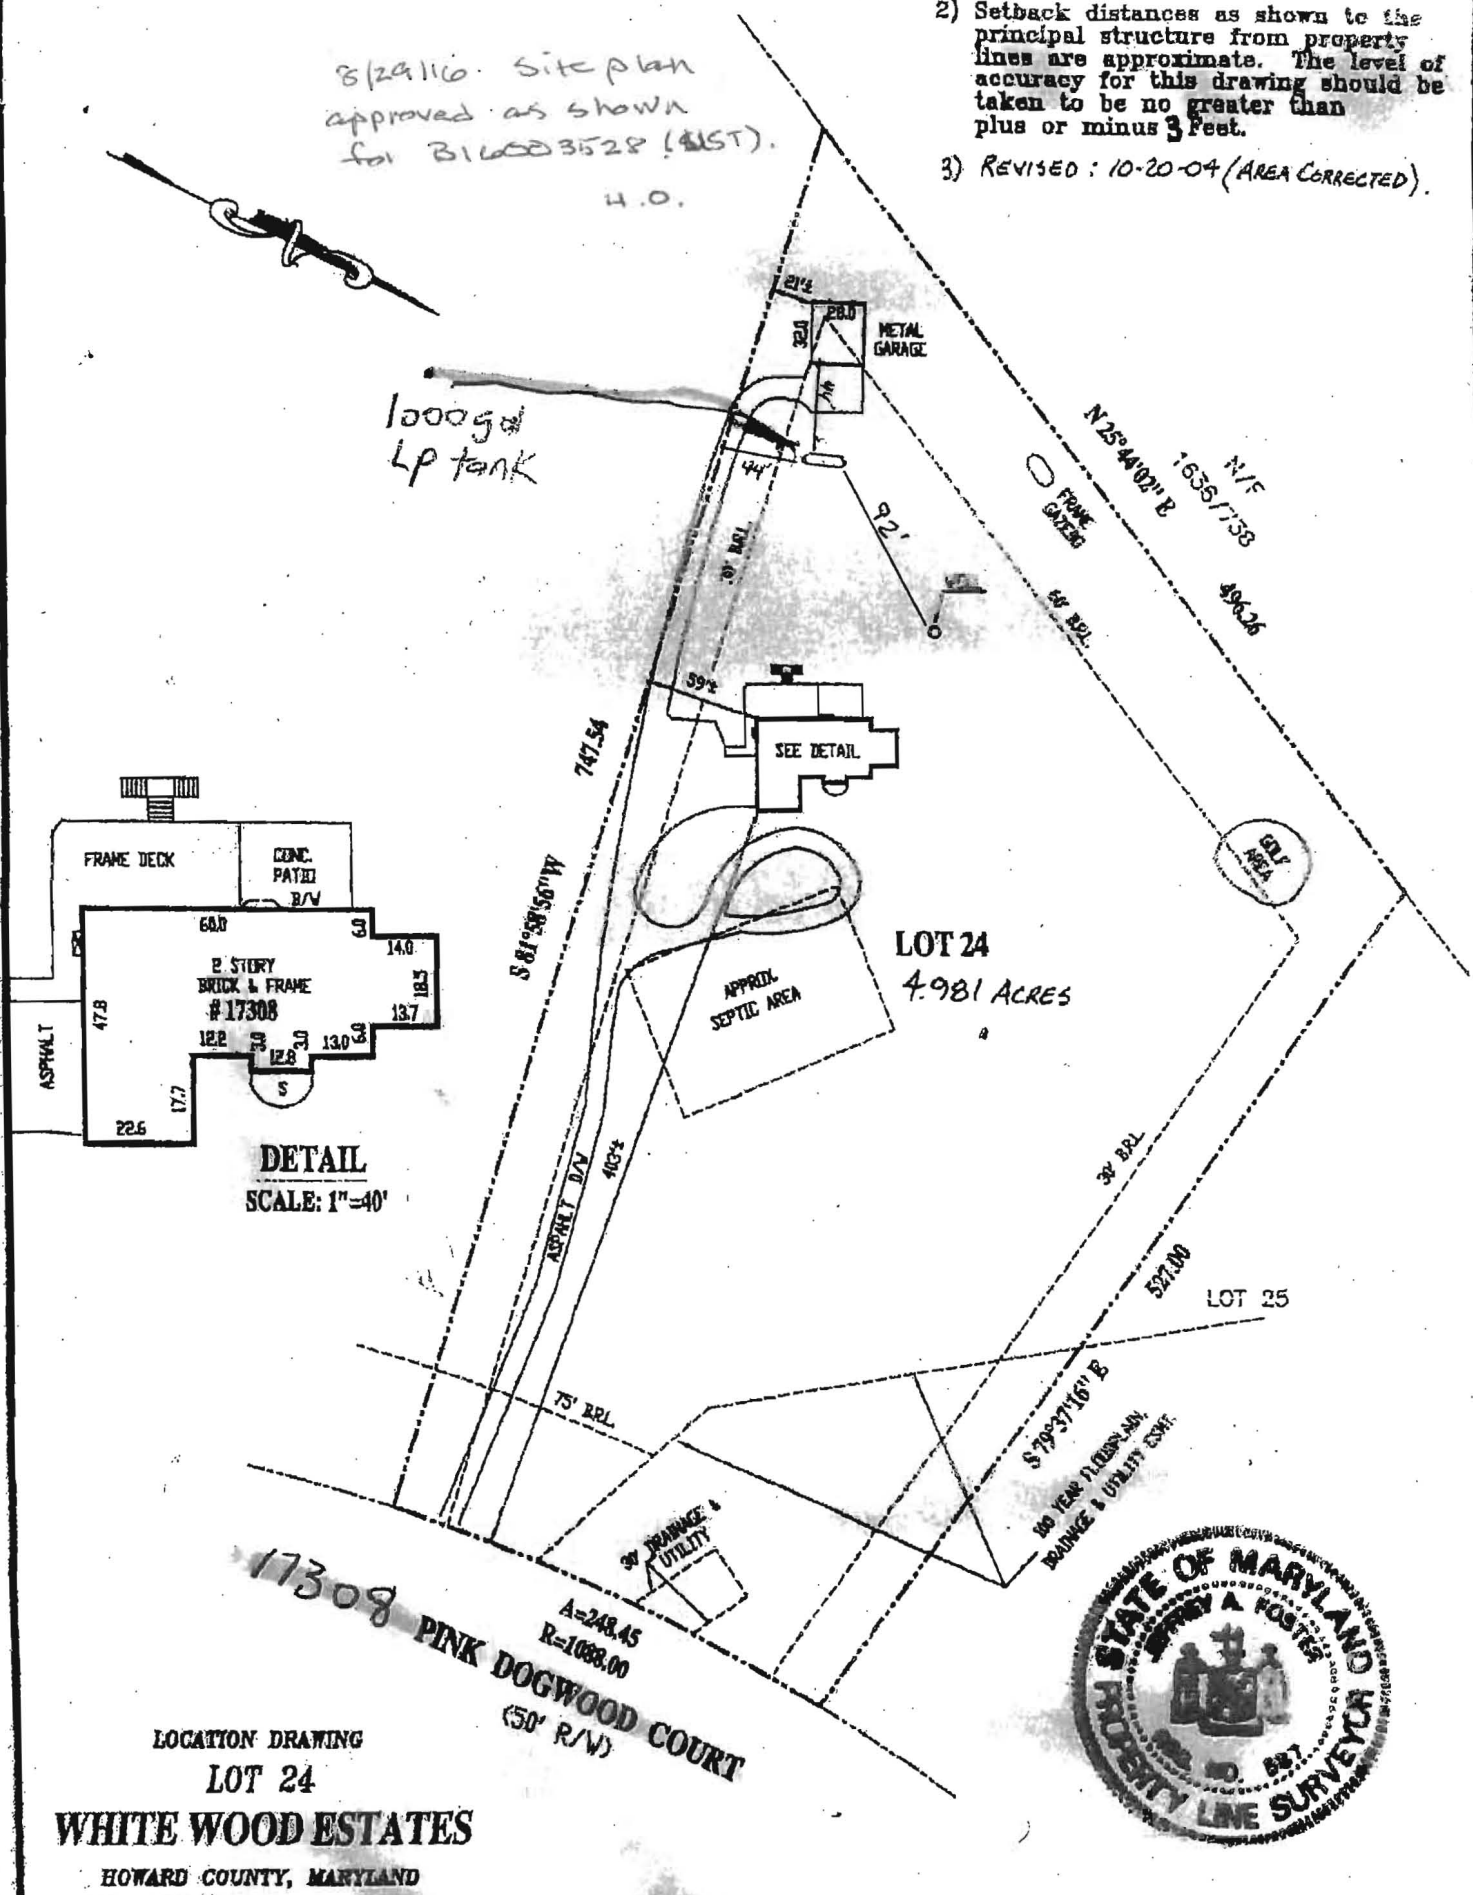 2) Setback distances as shown to the
principal structure from property
lines are approximate. The level of
accuracy for this drawing should be
taken to be no greater than
plus or minus 3 Feet.
3) REVISED: 10-20-04 (AREA CORRECTED).
8/29/16. Site plan
approved as shown
for B16003528 (UST).
H.O.
21'±
28.0
32.0
METAL
GARAGE
1000 gal
LP tank
44'
92'
N 25°44'02" E
N/F
1636/738
496.26
FRAME
GAZEBO
60' BRL
59'±
747.54
SEE DETAIL
S 81°58'56"W
GOLF
AREA
FRAME DECK
CONC.
PATIO
B/W
60.0
6.0
14.0
2 STORY
BRICK & FRAME
# 17308
18.5
47.8
12.2
3.0
12.8
3.0
13.0
6.0
13.7
ASPHALT
17.7
S
22.6
DETAIL
SCALE: 1"=40'
LOT 24
4.981 ACRES
APPROX.
SEPTIC AREA
ASPAHLT D/W
403'±
30' BRL
527.00
LOT 25
S 79°37'16" E
75' BRL
100 YEAR FLOODPLAIN,
DRAINAGE & UTILITY ESMT.
30' DRAINAGE &
UTILITY
A=248.45
R=1088.00
17308 PINK DOGWOOD COURT
(50' R/W)
STATE OF MARYLAND
JEFFREY A. FOSTER
NO. 587
PROPERTY LINE SURVEYOR
LOCATION DRAWING
LOT 24
WHITE WOOD ESTATES
HOWARD COUNTY, MARYLAND